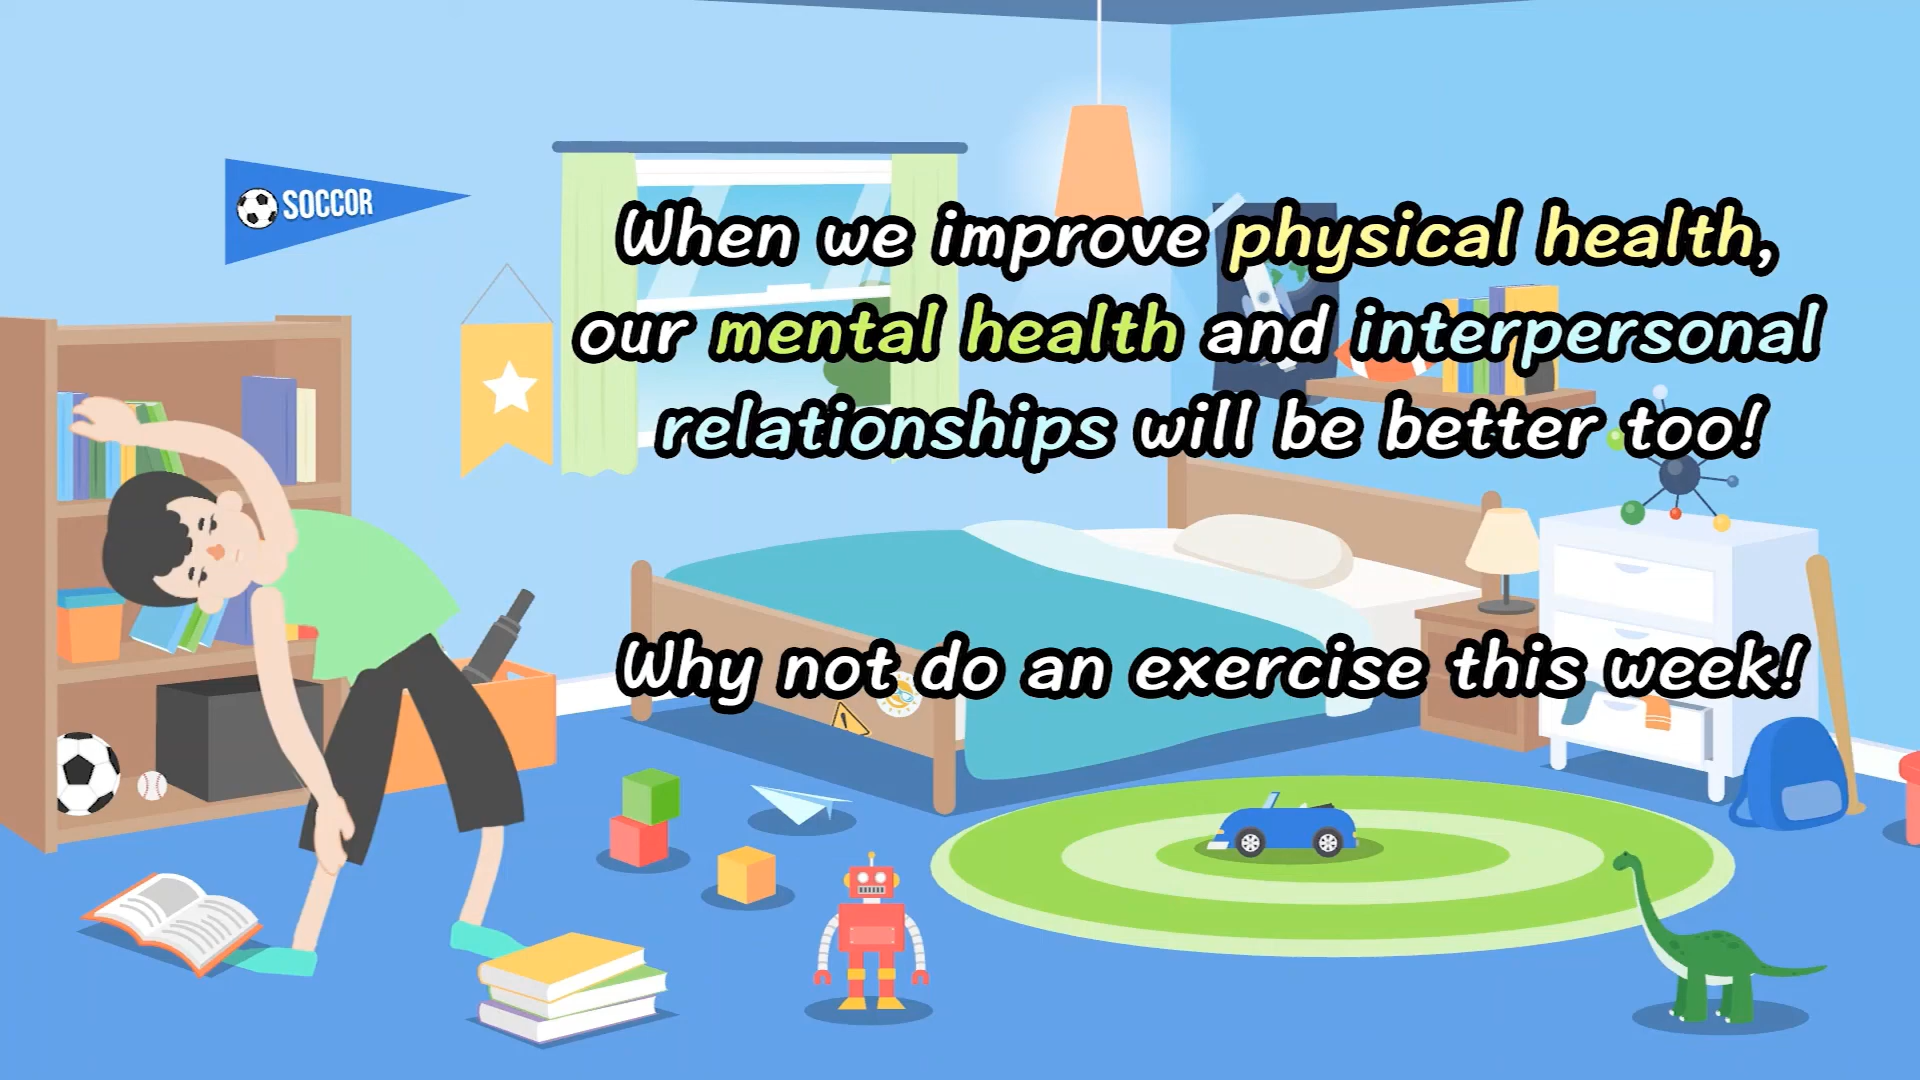 SOCCOR
When we improve physical health,
our mental health and interpersonal
relationships will be better too!
Why not do an exercise this week!